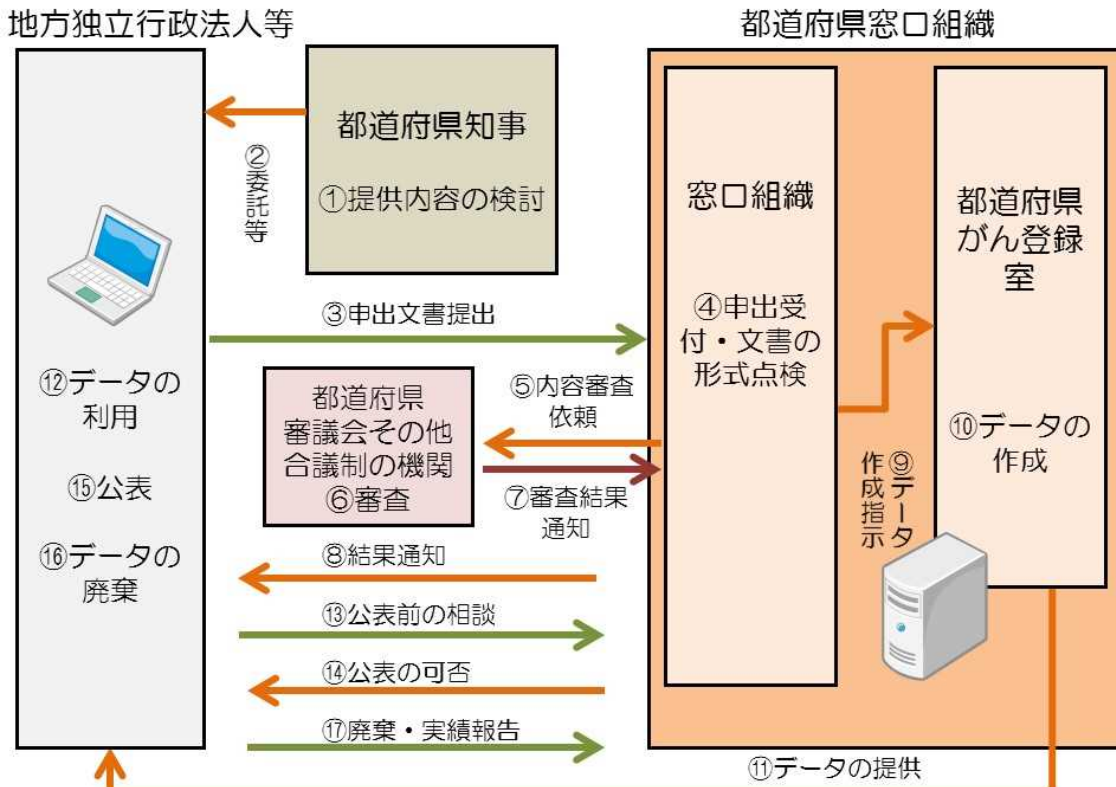 地方独立行政法人等
都道府県窓口組織
都道府県知事
①提供内容の検討
②委託等
③申出文書提出
窓口組織
④申出受
付・文書の
形式点検
都道府県
がん登録
室
⑤内容審査
依頼
都道府県
審議会その他
合議制の機関
⑥審査
⑦審査結果
通知
⑧結果通知
⑨データ
作成指示
⑩データの
作成
⑪データの提供
⑫データの
利用
⑬公表前の相談
⑭公表の可否
⑮公表
⑯データの
廃棄
⑰廃棄・実績報告